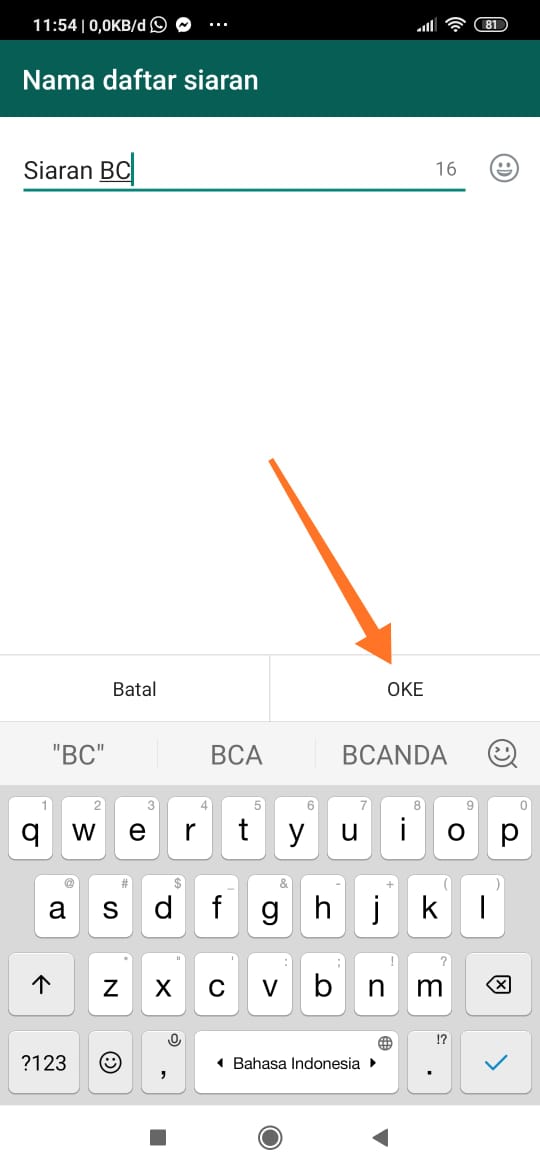 11:54 | 0,0KB/d ... 81
Nama daftar siaran
Siaran BC 16
Batal OKE
"BC" BCA BCANDA
1 2 3 4 5 6 7 8 9 0
q w e r t y u i o p
@ # $ _ & - + ( )
a s d f g h j k l
* " ' : ; ! ?
z x c v b n m
!?
?123 , Bahasa Indonesia .